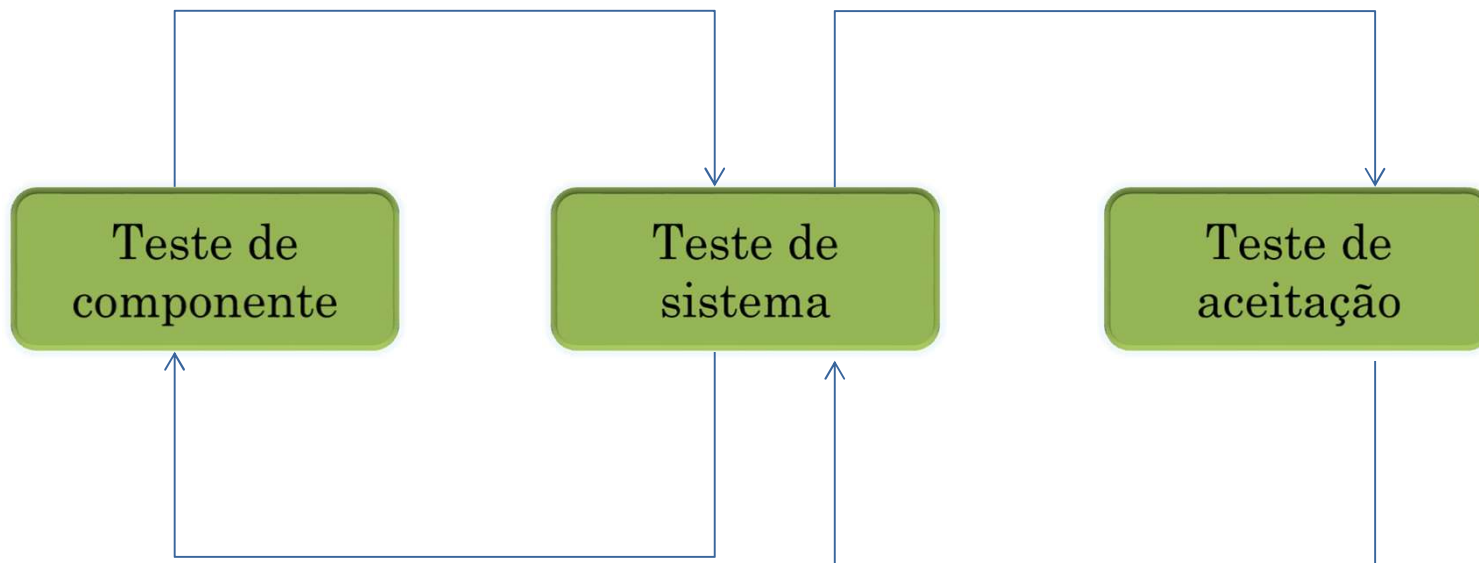 Teste de
componente
Teste de
sistema
Teste de
aceitação